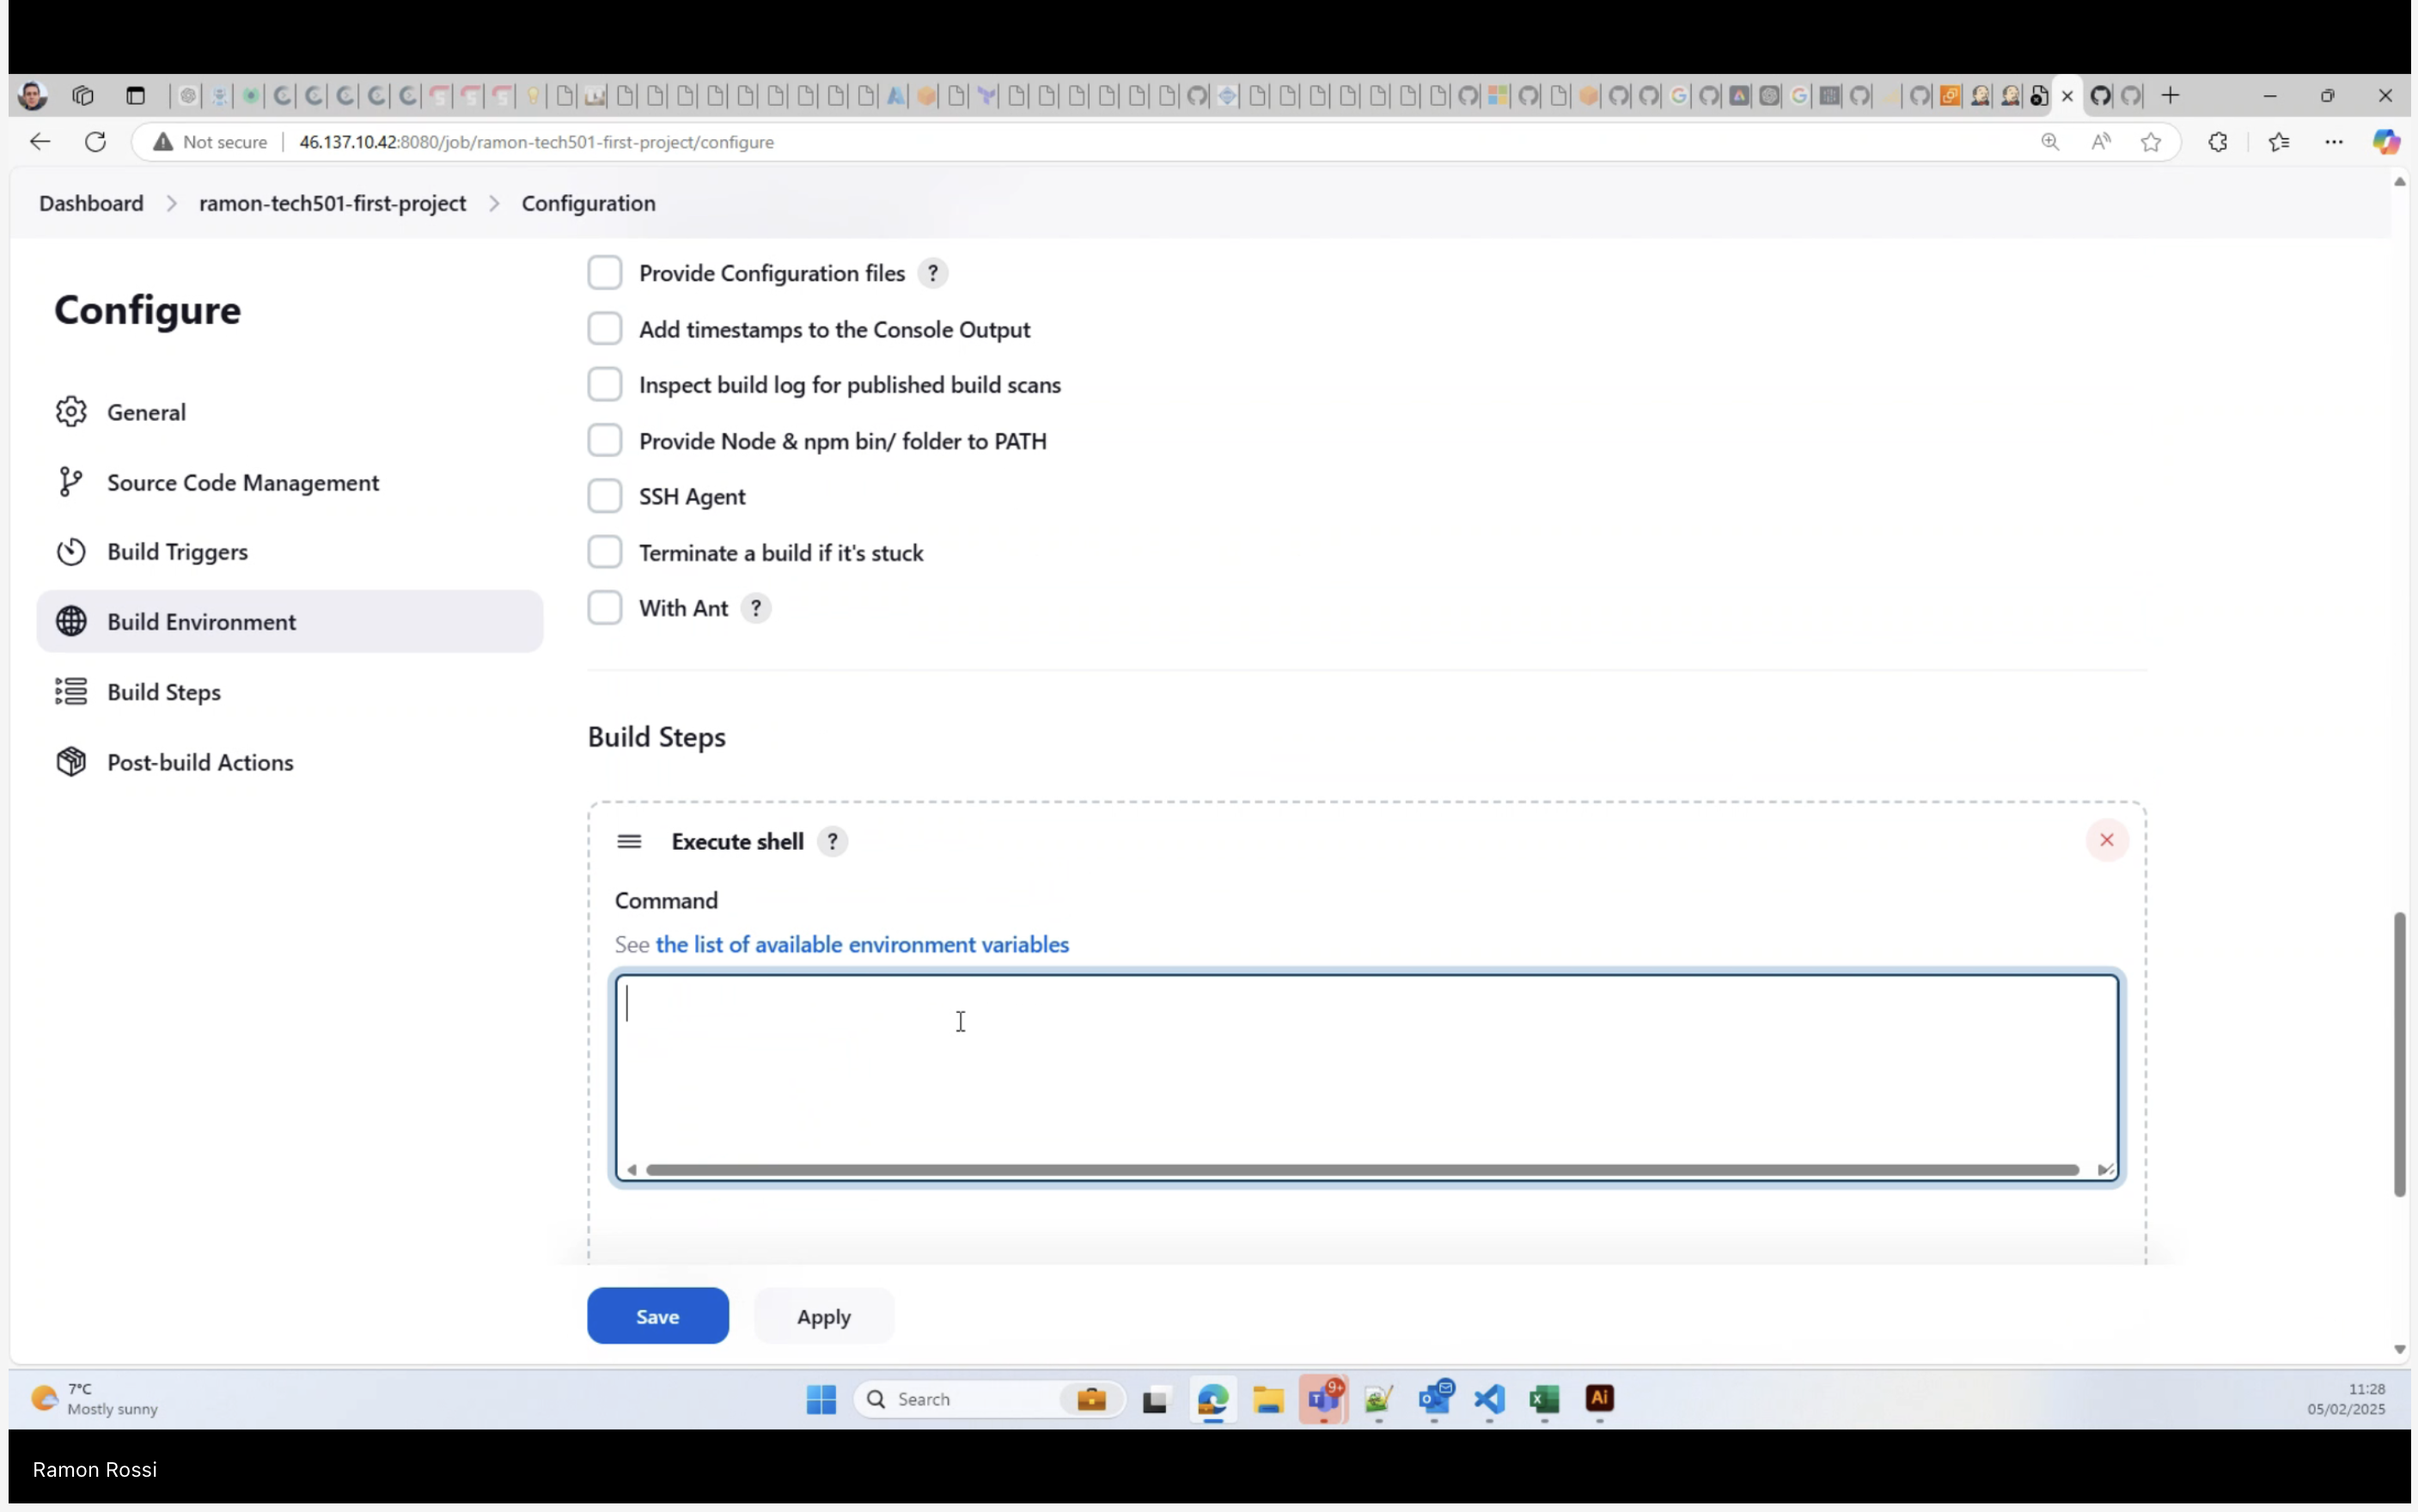 Not secure
46.137.10.42:8080/job/ramon-tech501-first-project/configure
Dashboard > ramon-tech501-first-project > Configuration
Configure
General
Source Code Management
Build Triggers
Build Environment
Build Steps
Post-build Actions
Provide Configuration files ?
Add timestamps to the Console Output
Inspect build log for published build scans
Provide Node & npm bin/ folder to PATH
SSH Agent
Terminate a build if it's stuck
With Ant ?
Build Steps
Execute shell ?
Command
See the list of available environment variables
Save
Apply
7°C
Mostly sunny
Search
9+
Ai
11:28
05/02/2025
Ramon Rossi